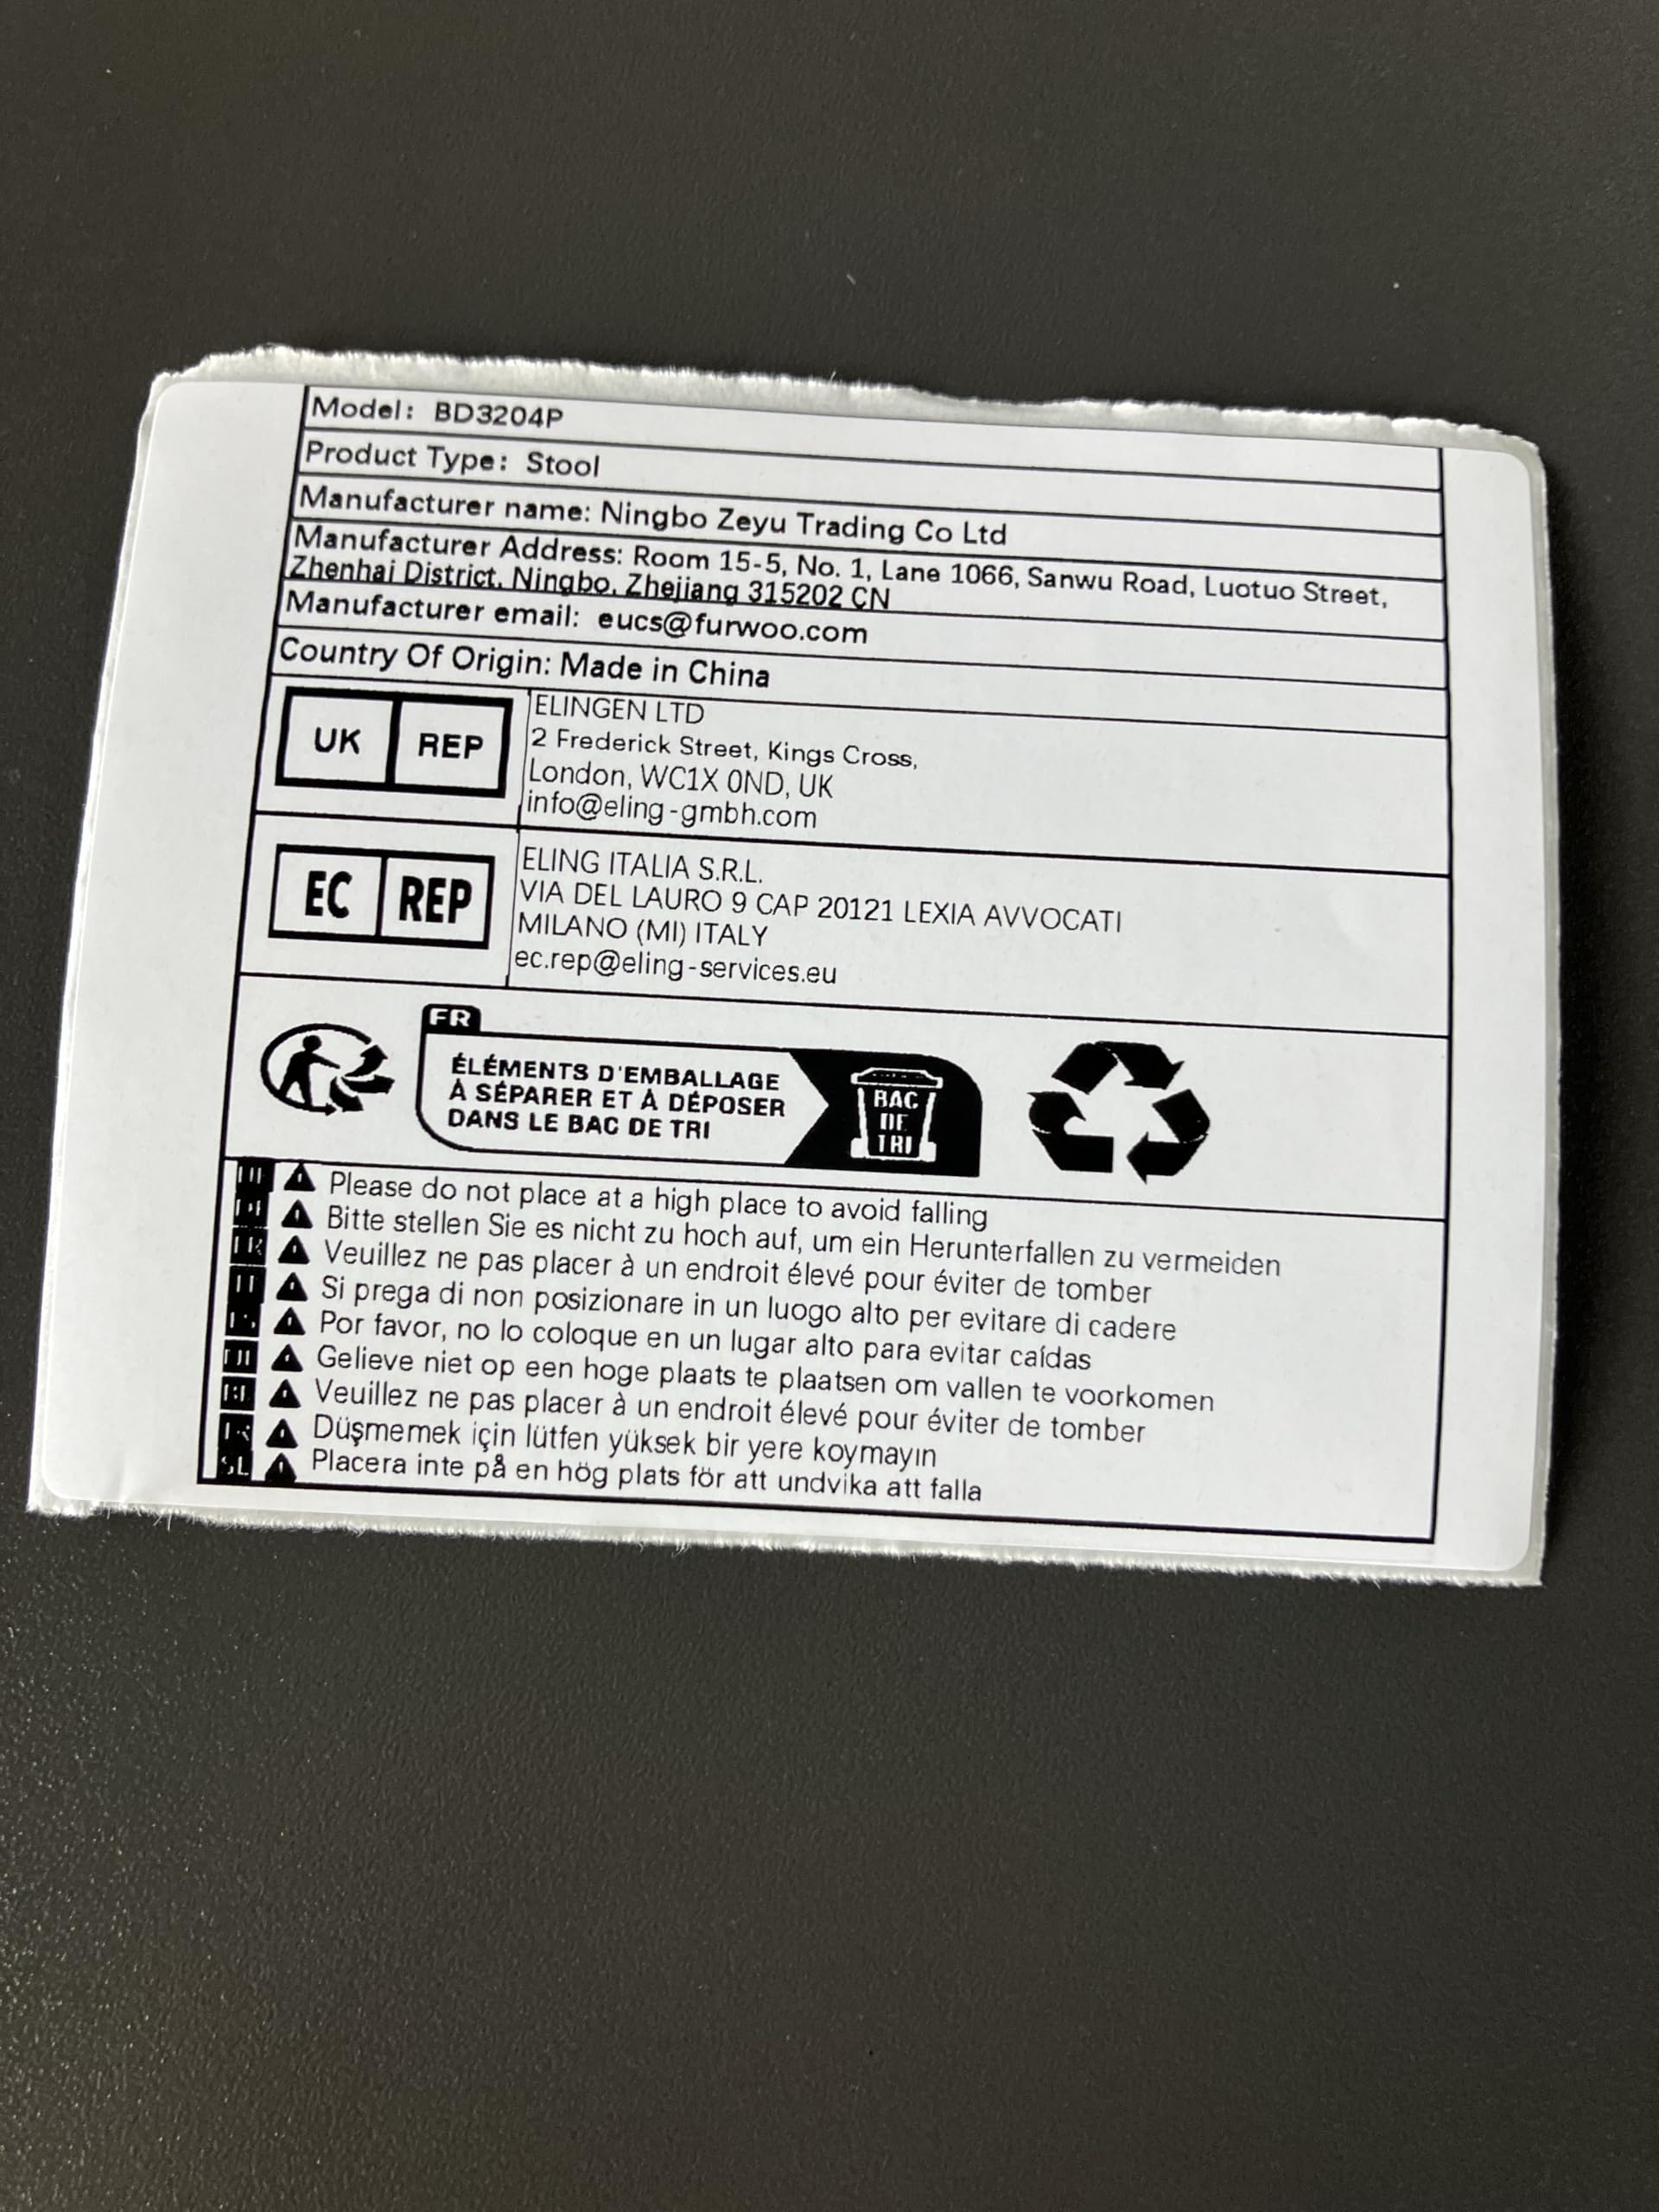 Model: BD3204P
Product Type: Stool
Manufacturer name: Ningbo Zeyu Trading Co Ltd
Manufacturer Address: Room 15-5, No. 1, Lane 1066, Sanwu Road, Luotuo Street,
Zhenhai District, Ningbo, Zhejiang 315202 CN
Manufacturer email: eucs@furwoo.com
Country Of Origin: Made in China
UK REP
ELINGEN LTD
2 Frederick Street, Kings Cross,
London, WC1X 0ND, UK
info@eling-gmbh.com
EC REP
ELING ITALIA S.R.L.
VIA DEL LAURO 9 CAP 20121 LEXIA AVVOCATI
MILANO (MI) ITALY
ec.rep@eling-services.eu
FR
ÉLÉMENTS D'EMBALLAGE
À SÉPARER ET À DÉPOSER
DANS LE BAC DE TRI
BAC
DE
TRI
Please do not place at a high place to avoid falling
Bitte stellen Sie es nicht zu hoch auf, um ein Herunterfallen zu vermeiden
Veuillez ne pas placer à un endroit élevé pour éviter de tomber
Si prega di non posizionare in un luogo alto per evitare di cadere
Por favor, no lo coloque en un lugar alto para evitar caídas
Gelieve niet op een hoge plaats te plaatsen om vallen te voorkomen
Veuillez ne pas placer à un endroit élevé pour éviter de tomber
Düşmemek için lütfen yüksek bir yere koymayın
Placera inte på en hög plats för att undvika att falla